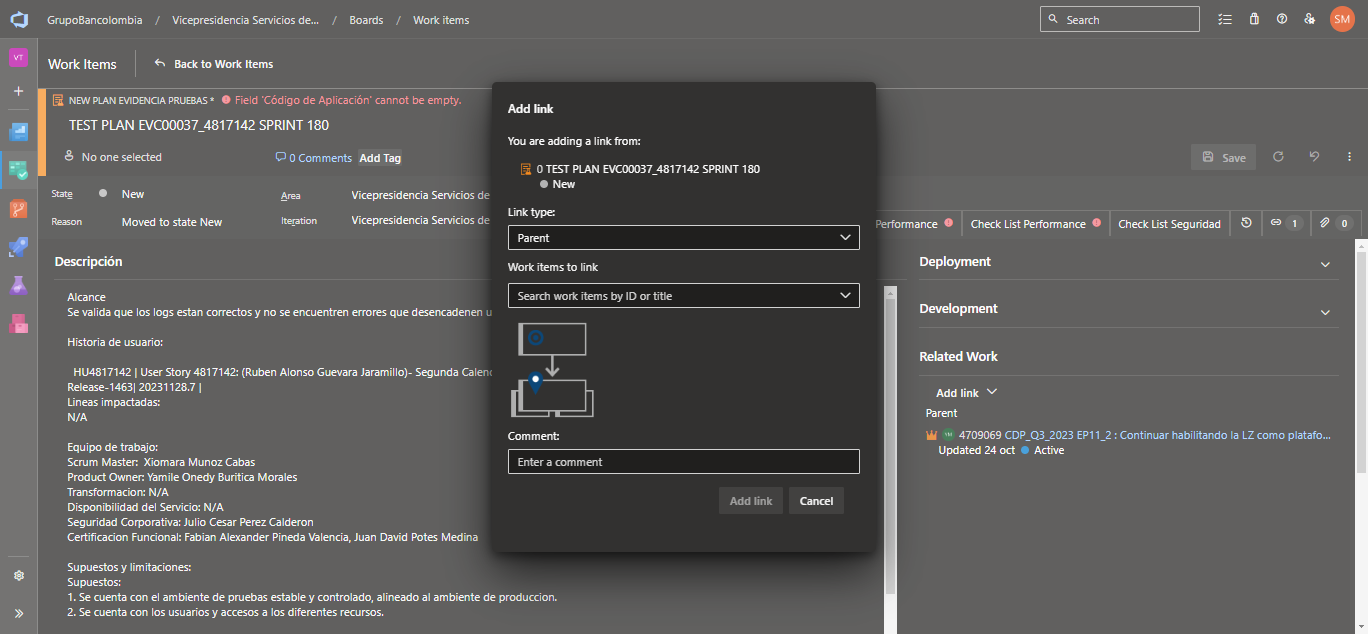 GrupoBancolombia / Vicepresidencia Servicios de... / Boards / Work items
Search
SM
VT
Work Items
Back to Work Items
NEW PLAN EVIDENCIA PRUEBAS * Field 'Código de Aplicación' cannot be empty.
TEST PLAN EVC00037_4817142 SPRINT 180
No one selected
0 Comments
Add Tag
Save
State
New
Area
Vicepresidencia Servicios de
Reason
Moved to state New
Iteration
Vicepresidencia Servicios de
Performance
Check List Performance
Check List Seguridad
1
0
Descripción
Alcance
Se valida que los logs estan correctos y no se encuentren errores que desencadenen u
Historia de usuario:
HU4817142 | User Story 4817142: (Ruben Alonso Guevara Jaramillo)- Segunda Calend
Release-1463| 20231128.7 |
Lineas impactadas:
N/A
Equipo de trabajo:
Scrum Master:  Xiomara Munoz Cabas
Product Owner: Yamile Onedy Buritica Morales
Transformacion: N/A
Disponibilidad del Servicio: N/A
Seguridad Corporativa: Julio Cesar Perez Calderon
Certificacion Funcional: Fabian Alexander Pineda Valencia, Juan David Potes Medina
Supuestos y limitaciones:
Supuestos:
1. Se cuenta con el ambiente de pruebas estable y controlado, alineado al ambiente de produccion.
2. Se cuenta con los usuarios y accesos a los diferentes recursos.
Add link
You are adding a link from:
0 TEST PLAN EVC00037_4817142 SPRINT 180
New
Link type:
Parent
Work items to link
Search work items by ID or title
Comment:
Enter a comment
Add link
Cancel
Deployment
Development
Related Work
Add link
Parent
4709069 CDP_Q3_2023 EP11_2 : Continuar habilitando la LZ como platafo...
Updated 24 oct
Active